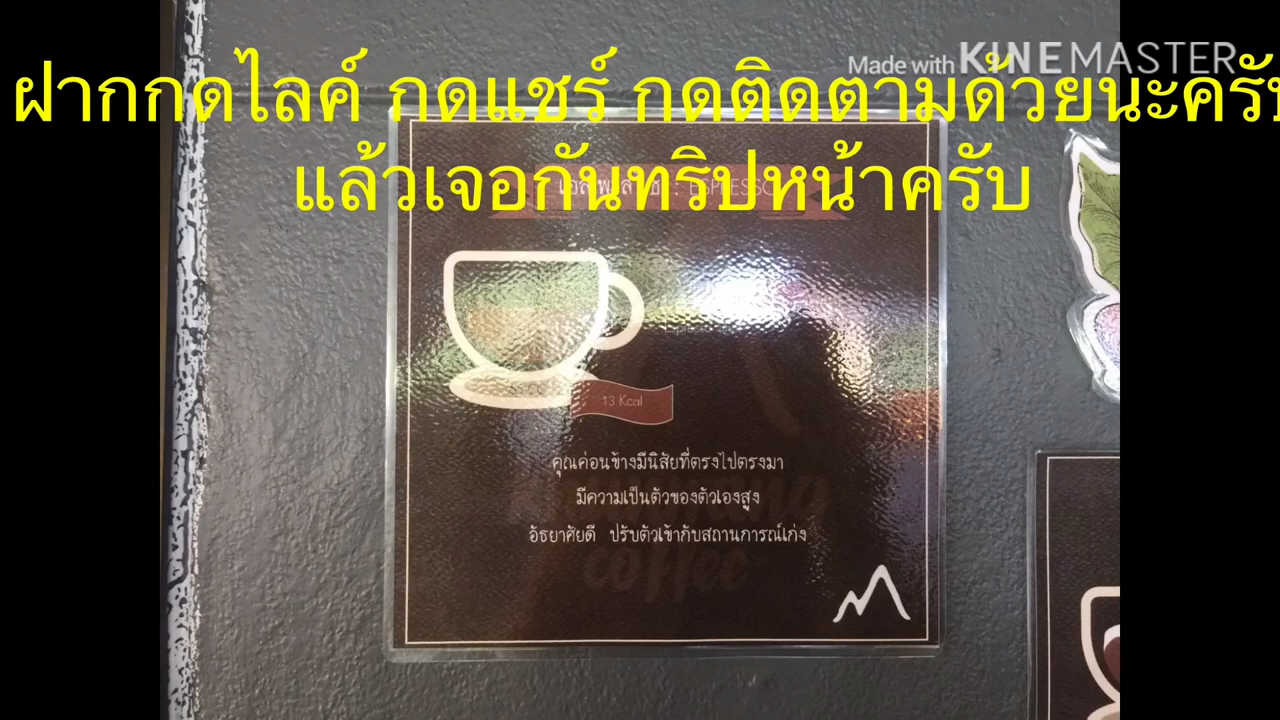 Made with KINEMASTER
ฝากกดไลค์ กดแชร์ กดติดตามด้วยนะครับ
แล้วเจอกันทริปหน้าครับ
: ESPRESSO
13 Kcal
คุณค่อนข้างมีนิสัยที่ตรงไปตรงมา
มีความเป็นตัวของตัวเองสูง
อัธยาศัยดี ปรับตัวเข้ากับสถานการณ์เก่ง
coffee